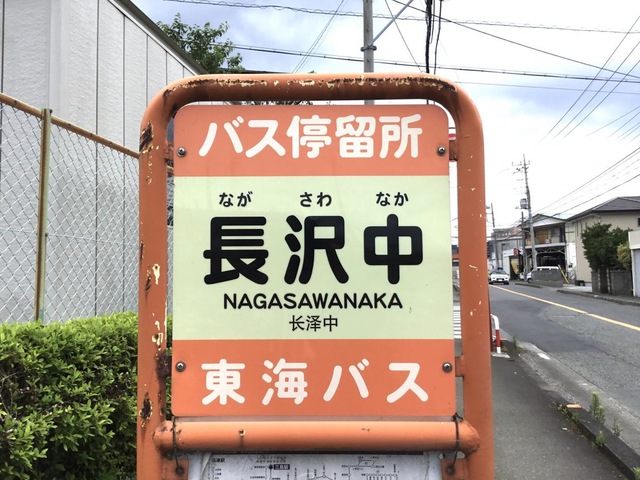 バス停留所
なが さわ なか
長沢中
NAGASAWANAKA
长泽中
東海バス